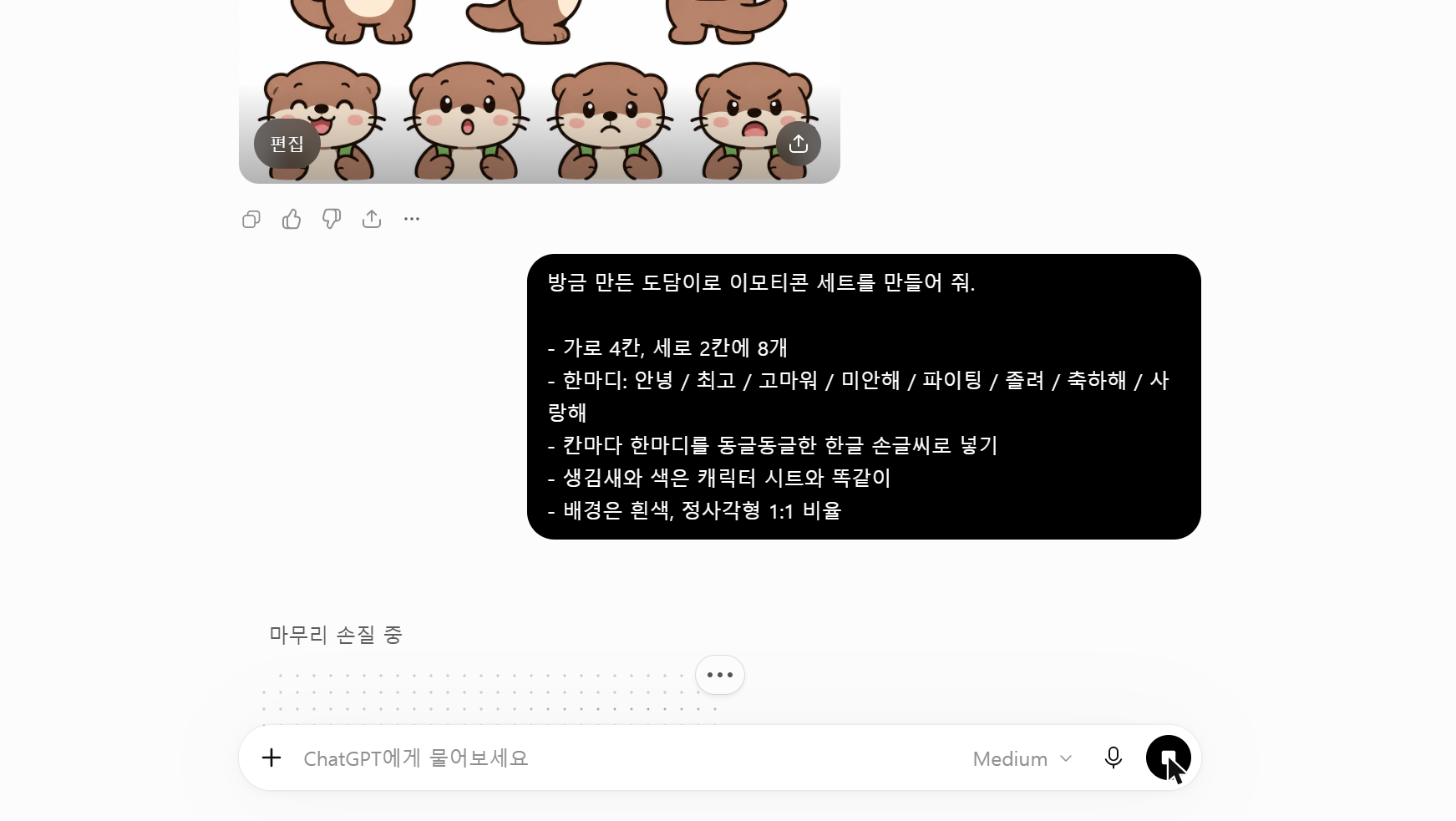 편집
방금 만든 도담이로 이모티콘 세트를 만들어 줘.
- 가로 4칸, 세로 2칸에 8개
- 한마디: 안녕 / 최고 / 고마워 / 미안해 / 파이팅 / 졸려 / 축하해 / 사
랑해
- 칸마다 한마디를 동글동글한 한글 손글씨로 넣기
- 생김새와 색은 캐릭터 시트와 똑같이
- 배경은 흰색, 정사각형 1:1 비율
마무리 손질 중
ChatGPT에게 물어보세요
Medium